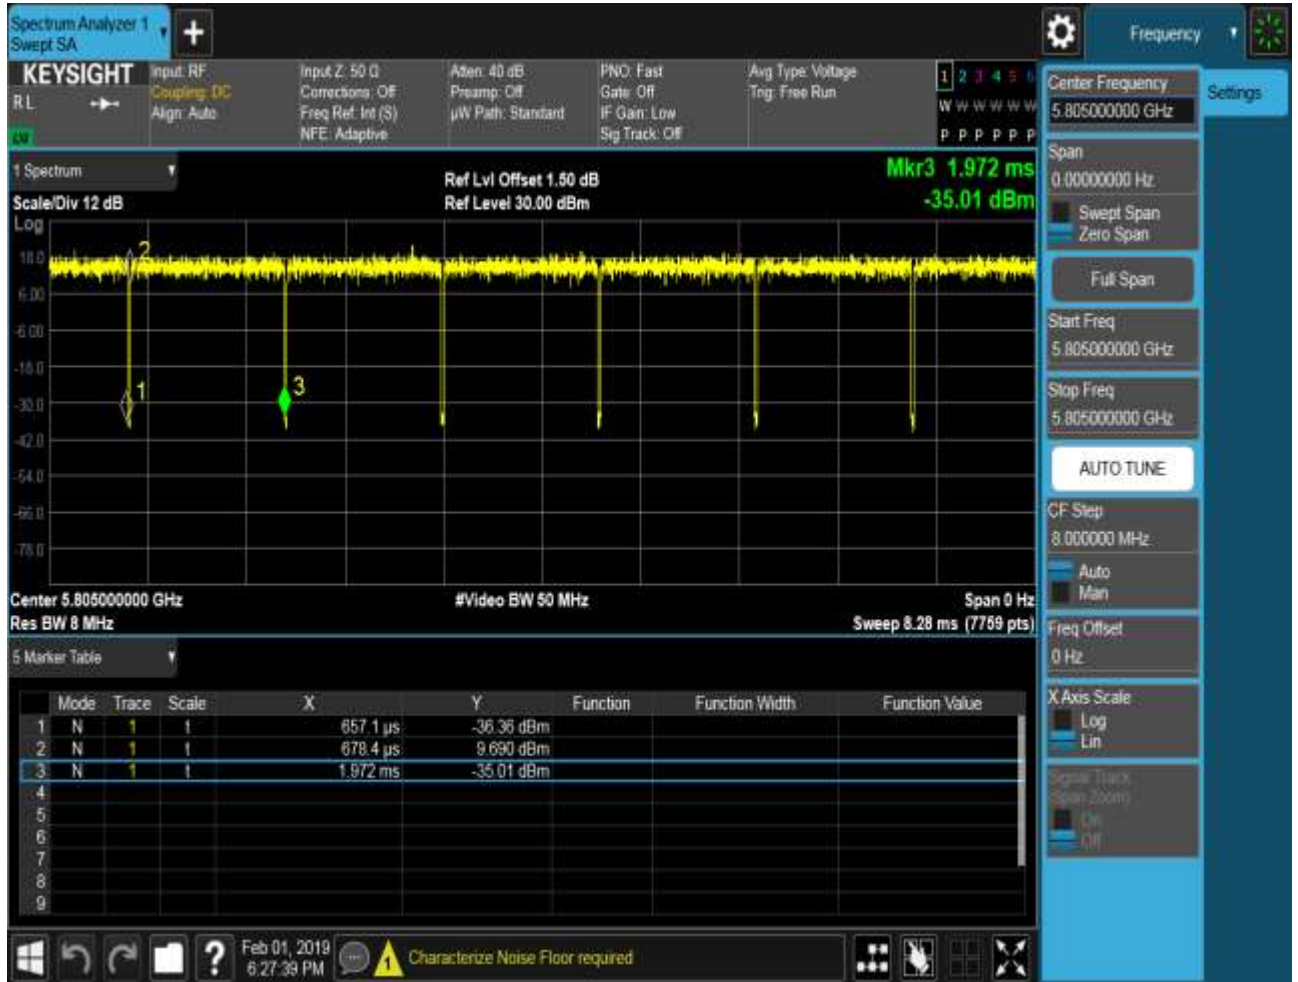 Spectrum Analyzer 1
Swept SA
+
Frequency
KEYSIGHT
R L
Input: RF
Coupling: DC
Align: Auto
Input Z: 50 Ω
Corrections: Off
Freq Ref: Int (S)
NFE: Adaptive
Atten: 40 dB
Preamp: Off
µW Path: Standard
PNO: Fast
Gate: Off
IF Gain: Low
Sig Track: Off
Avg Type: Voltage
Trig: Free Run
1 2 3 4 5 6
W W W W W W
P P P P P P
1 Spectrum
Scale/Div 12 dB
Log
Ref Lvl Offset 1.50 dB
Ref Level 30.00 dBm
Mkr3 1.972 ms
-35.01 dBm
18.0
6.00
-6.00
-18.0
-30.0
-42.0
-54.0
-66.0
-78.0
2
1
3
Center 5.805000000 GHz
Res BW 8 MHz
#Video BW 50 MHz
Span 0 Hz
Sweep 8.28 ms (7759 pts)
5 Marker Table
Mode Trace Scale X Y Function Function Width Function Value
1 N 1 t 657.1 µs -36.36 dBm
2 N 1 t 678.4 µs 9.690 dBm
3 N 1 t 1.972 ms -35.01 dBm
4
5
6
7
8
9
Center Frequency
5.805000000 GHz
Settings
Span
0.00000000 Hz
Swept Span
Zero Span
Full Span
Start Freq
5.805000000 GHz
Stop Freq
5.805000000 GHz
AUTO TUNE
CF Step
8.000000 MHz
Auto
Man
Freq Offset
0 Hz
X Axis Scale
Log
Lin
Signal Track
(Span Zoom)
On
Off
?
Feb 01, 2019
6:27:39 PM
1
Characterize Noise Floor required